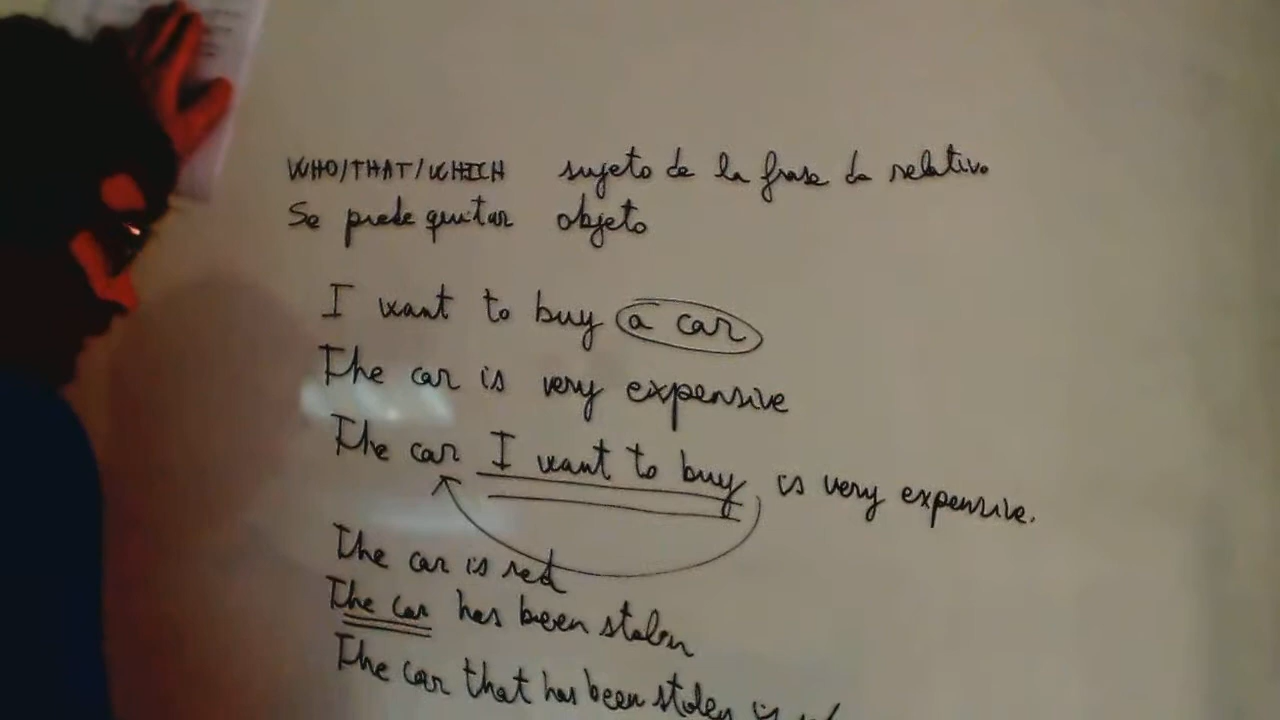 WHO/THAT/WHICH sujeto de la frase de relativo
Se puede quitar objeto
I want to buy a car
The car is very expensive
The car I want to buy is very expensive.
The car is red
The car has been stolen
The car that has been stolen is